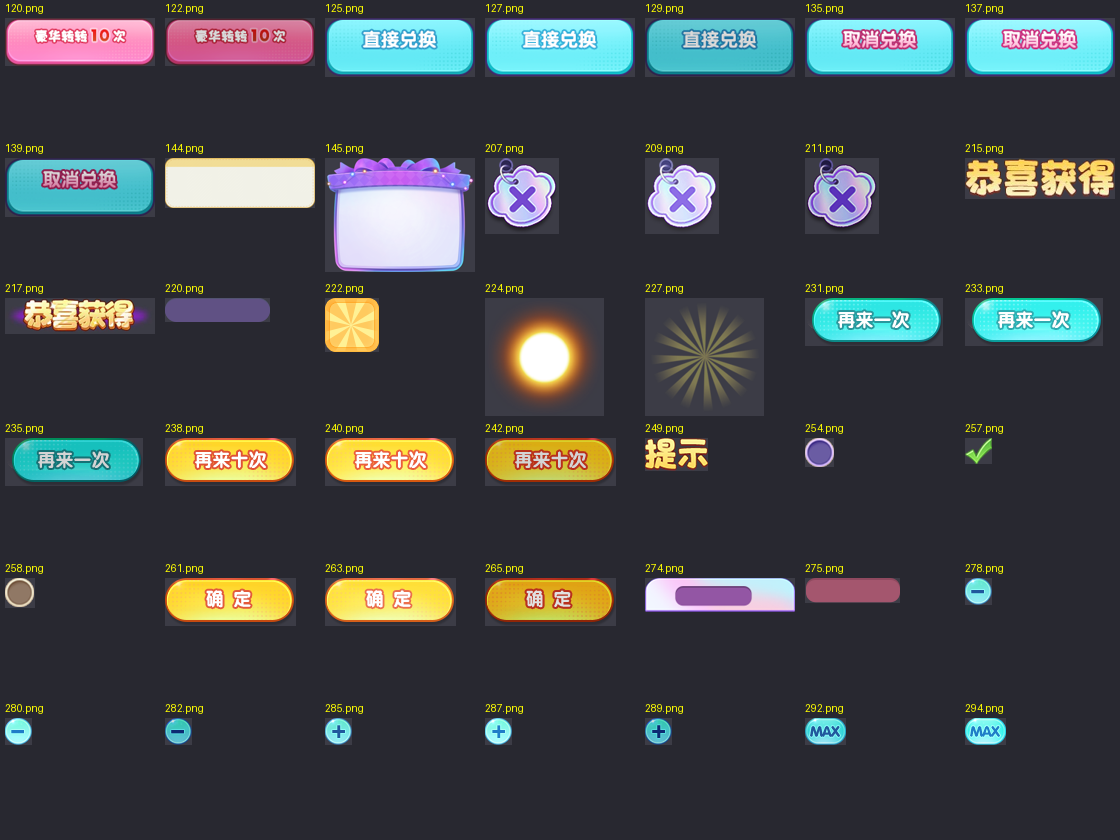 120.png
豪华转转10次
122.png
豪华转转10次
125.png
直接兑换
127.png
直接兑换
129.png
直接兑换
135.png
取消兑换
137.png
取消兑换
139.png
取消兑换
144.png
145.png
207.png
209.png
211.png
215.png
恭喜获得
217.png
恭喜获得
220.png
222.png
224.png
227.png
231.png
再来一次
233.png
再来一次
235.png
再来一次
238.png
再来十次
240.png
再来十次
242.png
再来十次
249.png
提示
254.png
257.png
258.png
261.png
确 定
263.png
确 定
265.png
确 定
274.png
275.png
278.png
280.png
282.png
285.png
287.png
289.png
292.png
MAX
294.png
MAX